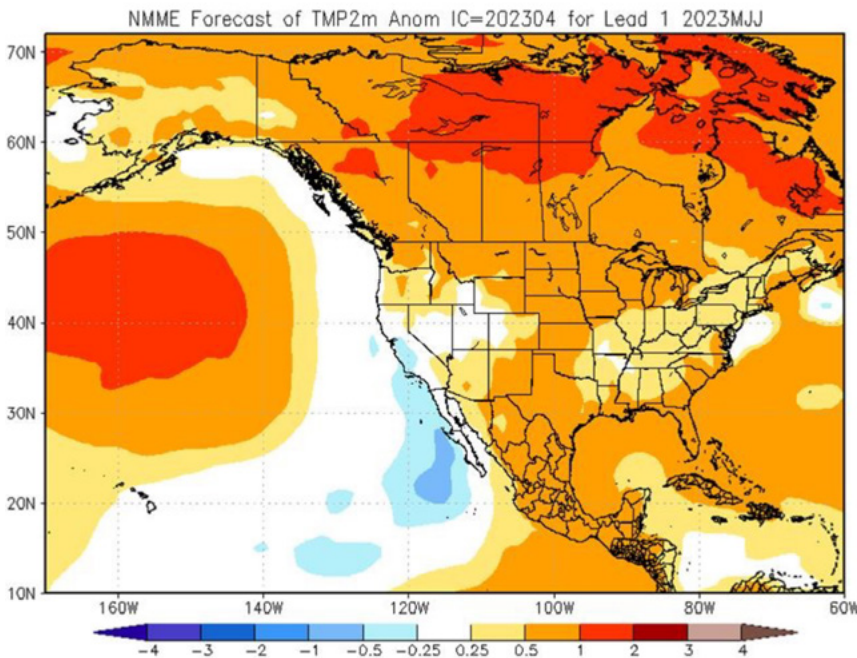 NMME Forecast of TMP2m Anom IC=202304 for Lead 1 2023MJJ
70N
60N
50N
40N
30N
20N
10N
160W 140W 120W 100W 80W 60W
-4 -3 -2 -1 -0.5 -0.25 0.25 0.5 1 2 3 4